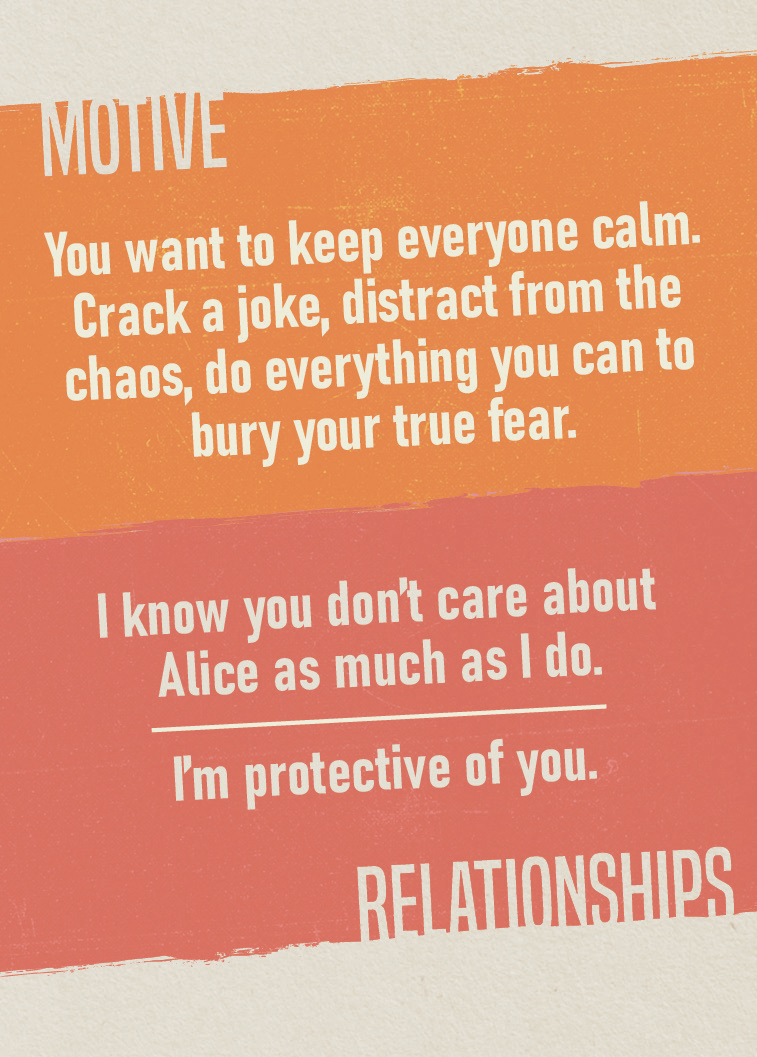 MOTIVE
You want to keep everyone calm.
Crack a joke, distract from the
chaos, do everything you can to
bury your true fear.
I know you don't care about
Alice as much as I do.
I'm protective of you.
RELATIONSHIPS